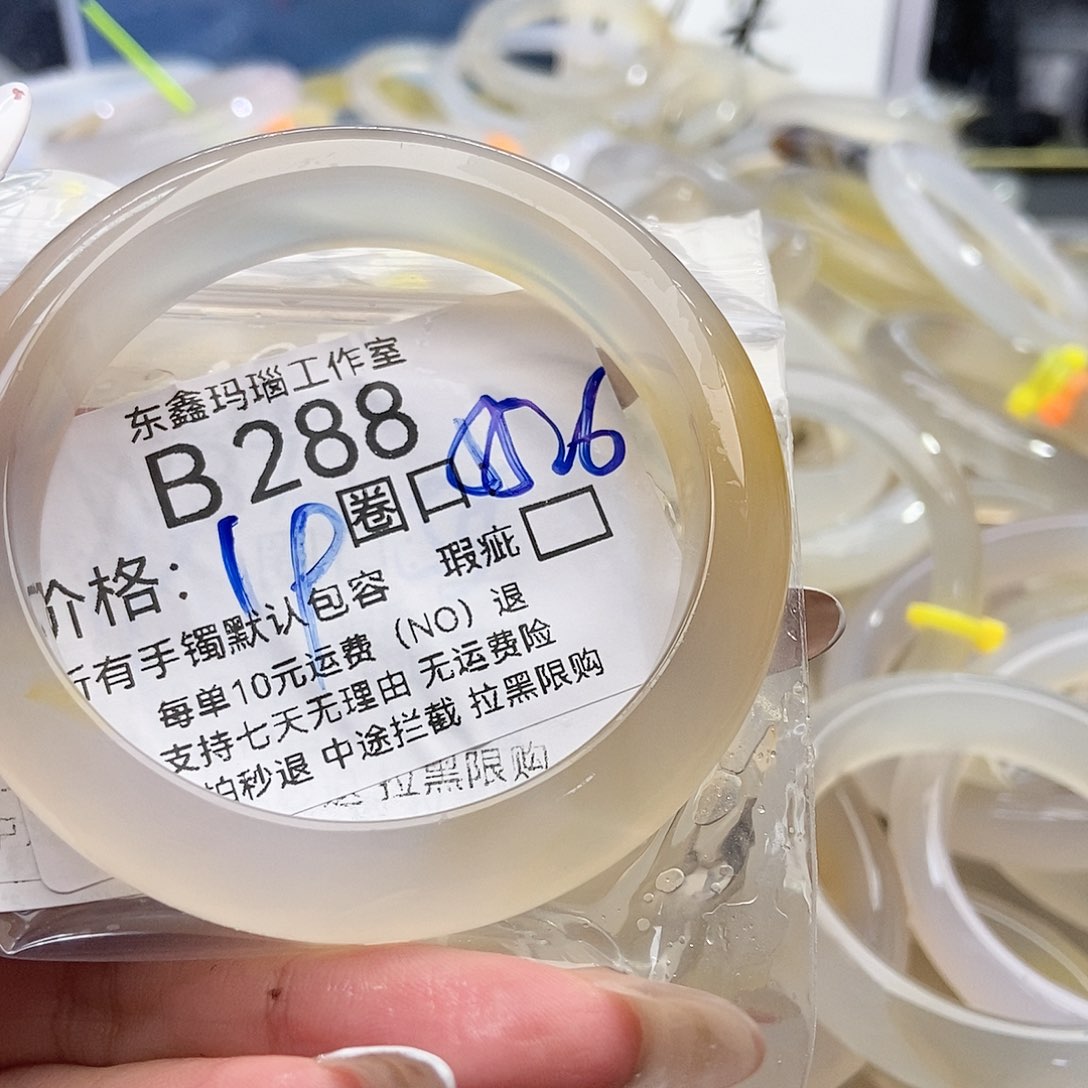 东鑫玛瑙工作室
B288
圈口
价格：
瑕疵
所有手镯默认包容
每单10元运费（NO）退
支持七天无理由 无运费险
怕秒退 中途拦截 拉黑限购
拉黑限购